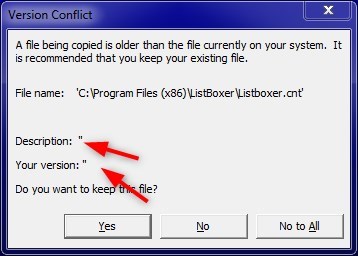 Version Conflict
A file being copied is older than the file currently on your system. It
is recommended that you keep your existing file.
File name: 'C:\Program Files (x86)\ListBoxer\Listboxer.cnt'
Description: "
Your version: "
Do you want to keep this file?
Yes No No to All